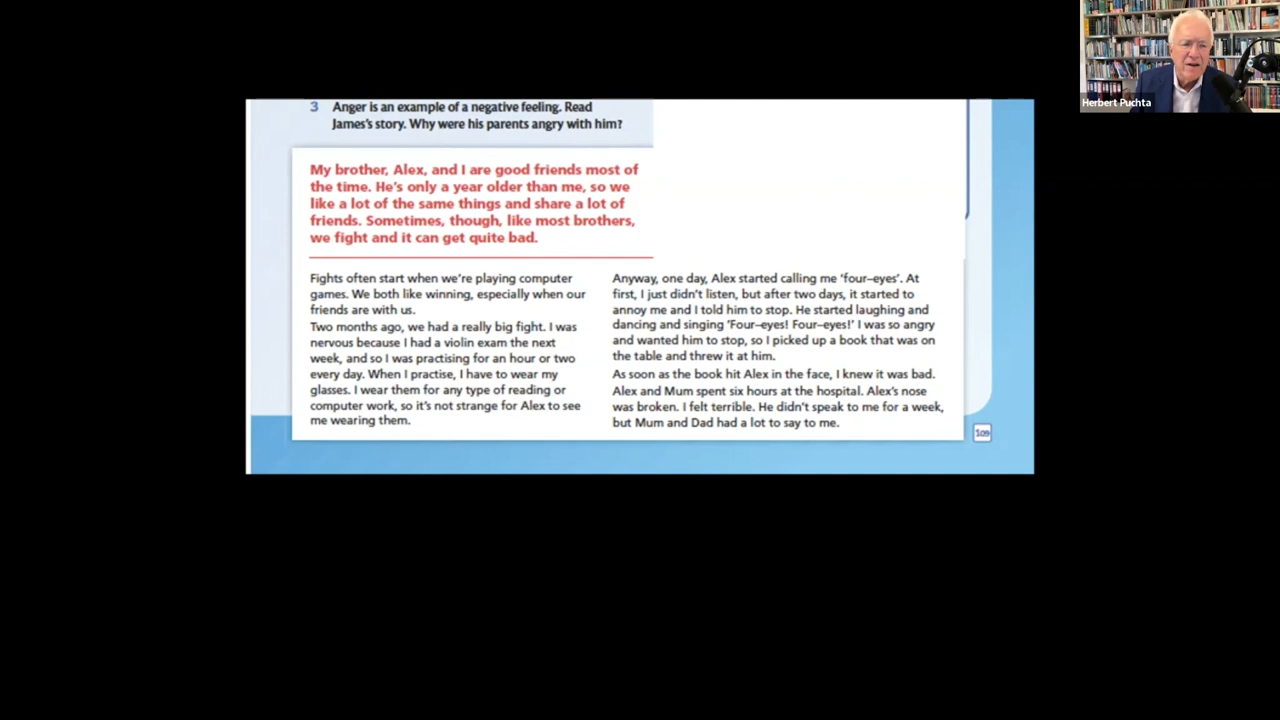 Herbert Puchta
3 Anger is an example of a negative feeling. Read
James's story. Why were his parents angry with him?
My brother, Alex, and I are good friends most of
the time. He's only a year older than me, so we
like a lot of the same things and share a lot of
friends. Sometimes, though, like most brothers,
we fight and it can get quite bad.
Fights often start when we're playing computer
games. We both like winning, especially when our
friends are with us.
Two months ago, we had a really big fight. I was
nervous because I had a violin exam the next
week, and so I was practising for an hour or two
every day. When I practise, I have to wear my
glasses. I wear them for any type of reading or
computer work, so it's not strange for Alex to see
me wearing them.
Anyway, one day, Alex started calling me 'four-eyes'. At
first, I just didn't listen, but after two days, it started to
annoy me and I told him to stop. He started laughing and
dancing and singing 'Four-eyes! Four-eyes!' I was so angry
and wanted him to stop, so I picked up a book that was on
the table and threw it at him.
As soon as the book hit Alex in the face, I knew it was bad.
Alex and Mum spent six hours at the hospital. Alex's nose
was broken. I felt terrible. He didn't speak to me for a week,
but Mum and Dad had a lot to say to me.
109